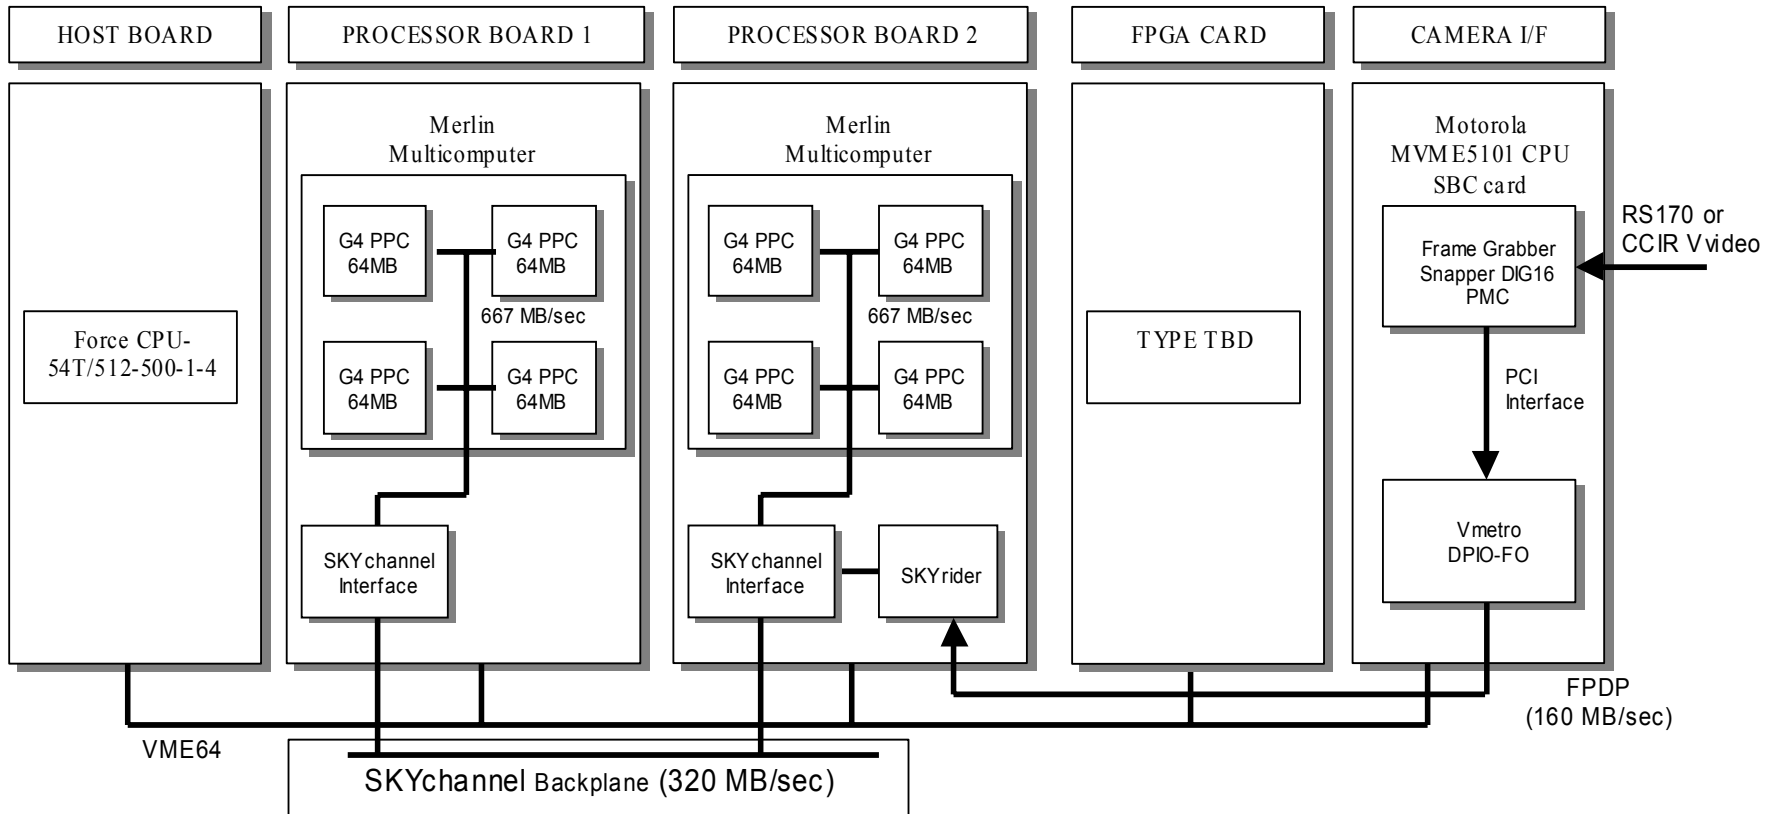 HOST BOARD
PROCESSOR BOARD 1
PROCESSOR BOARD 2
FPGA CARD
CAMERA I/F
Force CPU-
54T/512-500-1-4
Merlin
Multicomputer
G4 PPC
64MB
G4 PPC
64MB
667 MB/sec
G4 PPC
64MB
G4 PPC
64MB
SKYchannel
Interface
Merlin
Multicomputer
G4 PPC
64MB
G4 PPC
64MB
667 MB/sec
G4 PPC
64MB
G4 PPC
64MB
SKYchannel
Interface
SKYrider
TYPE TBD
Motorola
MVME5101 CPU
SBC card
Frame Grabber
Snapper DIG16
PMC
RS170 or
CCIR Vvideo
PCI
Interface
Vmetro
DPIO-FO
FPDP
(160 MB/sec)
VME64
SKYchannel Backplane (320 MB/sec)